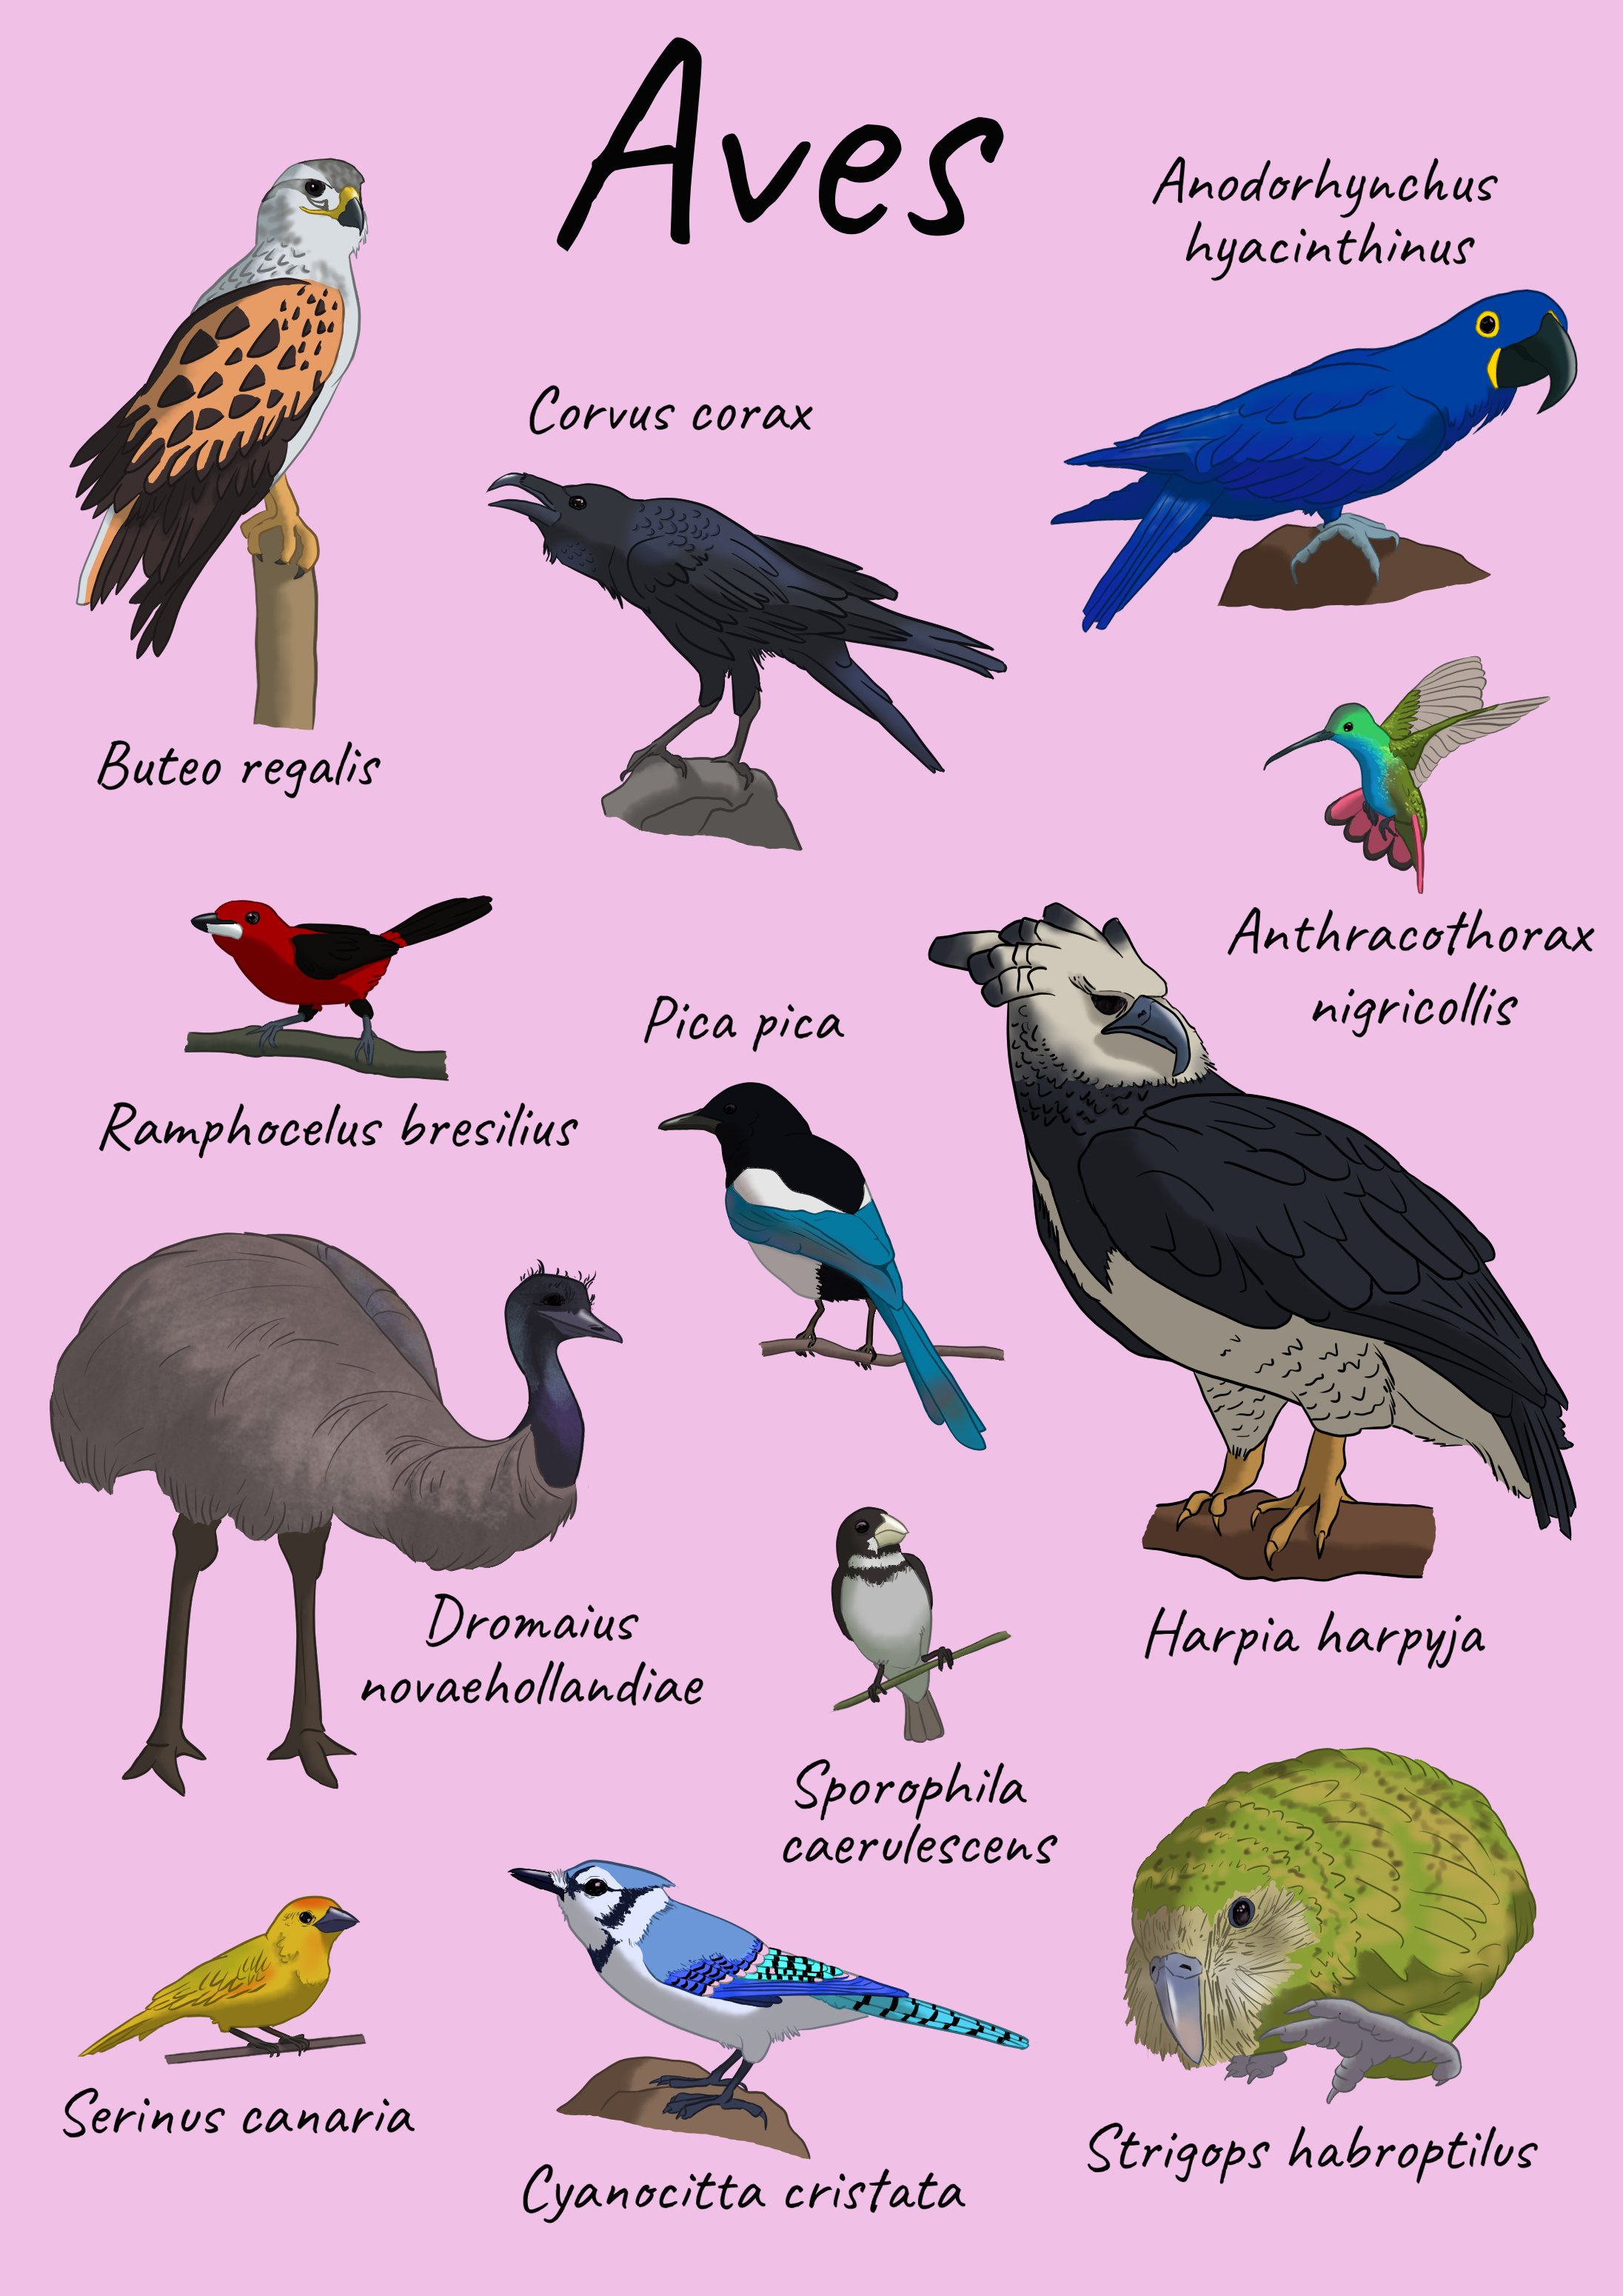 Aves
Anodorhynchus
hyacinthinus
Corvus corax
Buteo regalis
Anthracothorax
nigricollis
Pica pica
Ramphocelus bresilius
Dromaius
novaehollandiae
Harpia harpyja
Sporophila
caerulescens
Serinus canaria
Strigops habroptilus
Cyanocitta cristata